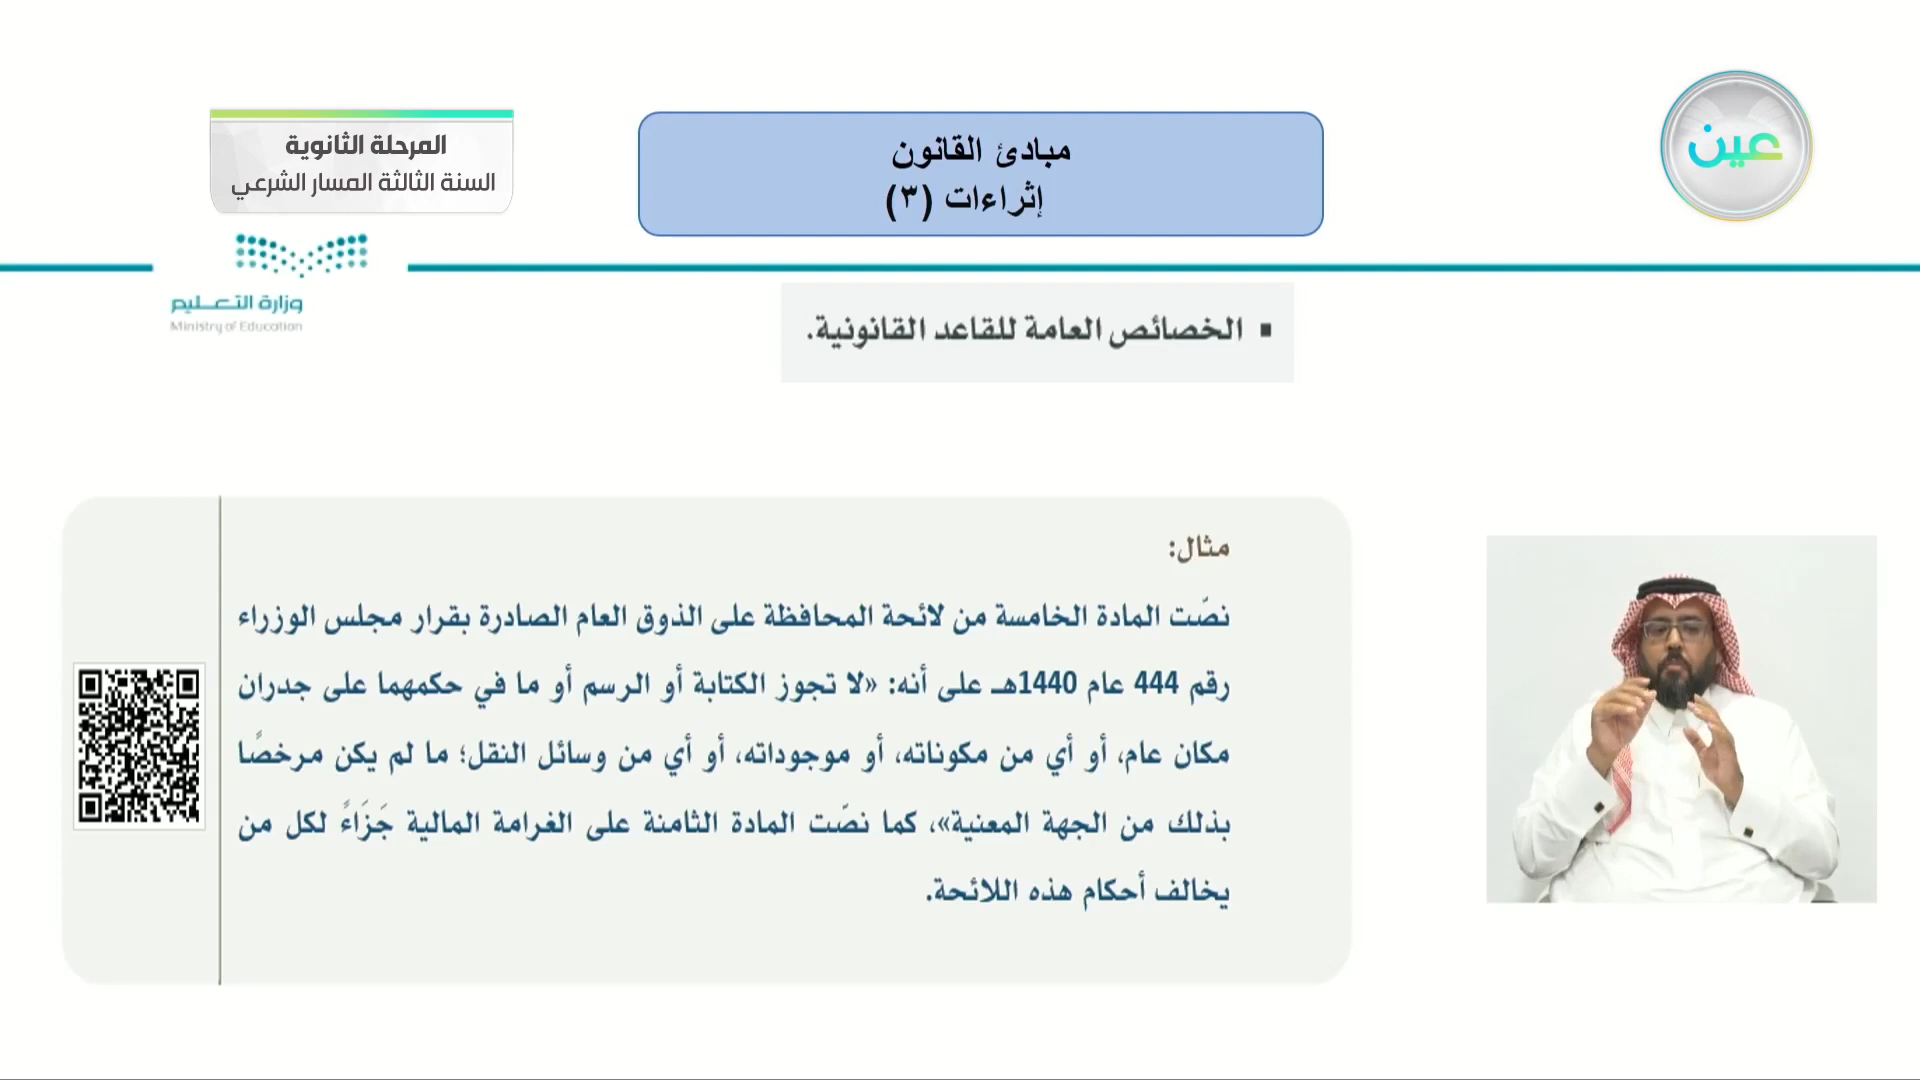 عين
مبادئ القانون
إثراءات (٣)
المرحلة الثانوية
السنة الثالثة المسار الشرعي
وزارة التعليم
Ministry of Education
▪ الخصائص العامة للقاعد القانونية.
مثال:
نصّت المادة الخامسة من لائحة المحافظة على الذوق العام الصادرة بقرار مجلس الوزراء
رقم 444 عام 1440هـ على أنه: «لا تجوز الكتابة أو الرسم أو ما في حكمهما على جدران
مكان عام، أو أي من مكوناته، أو موجوداته، أو أي من وسائل النقل؛ ما لم يكن مرخصًا
بذلك من الجهة المعنية»، كما نصّت المادة الثامنة على الغرامة المالية جَزَاءً لكل من
يخالف أحكام هذه اللائحة.